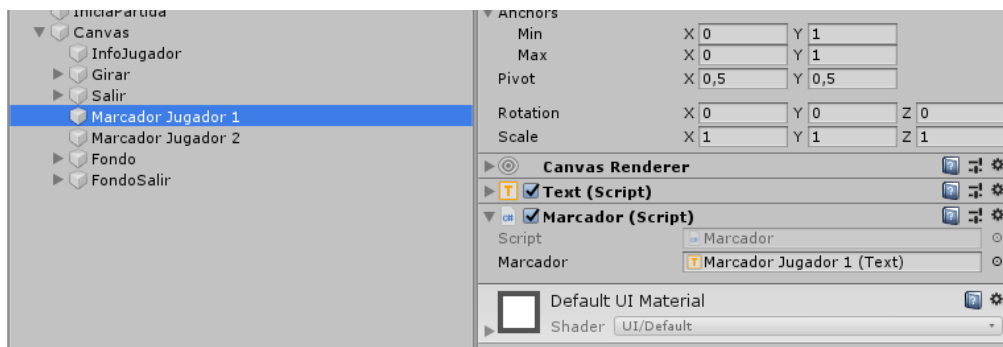 IniciaPartida
Canvas
InfoJugador
Girar
Salir
Marcador Jugador 1
Marcador Jugador 2
Fondo
FondoSalir
Anchors
Min X 0 Y 1
Max X 0 Y 1
Pivot X 0,5 Y 0,5
Rotation X 0 Y 0 Z 0
Scale X 1 Y 1 Z 1
Canvas Renderer
T Text (Script)
c# Marcador (Script)
Script Marcador
Marcador T Marcador Jugador 1 (Text)
Default UI Material
Shader UI/Default